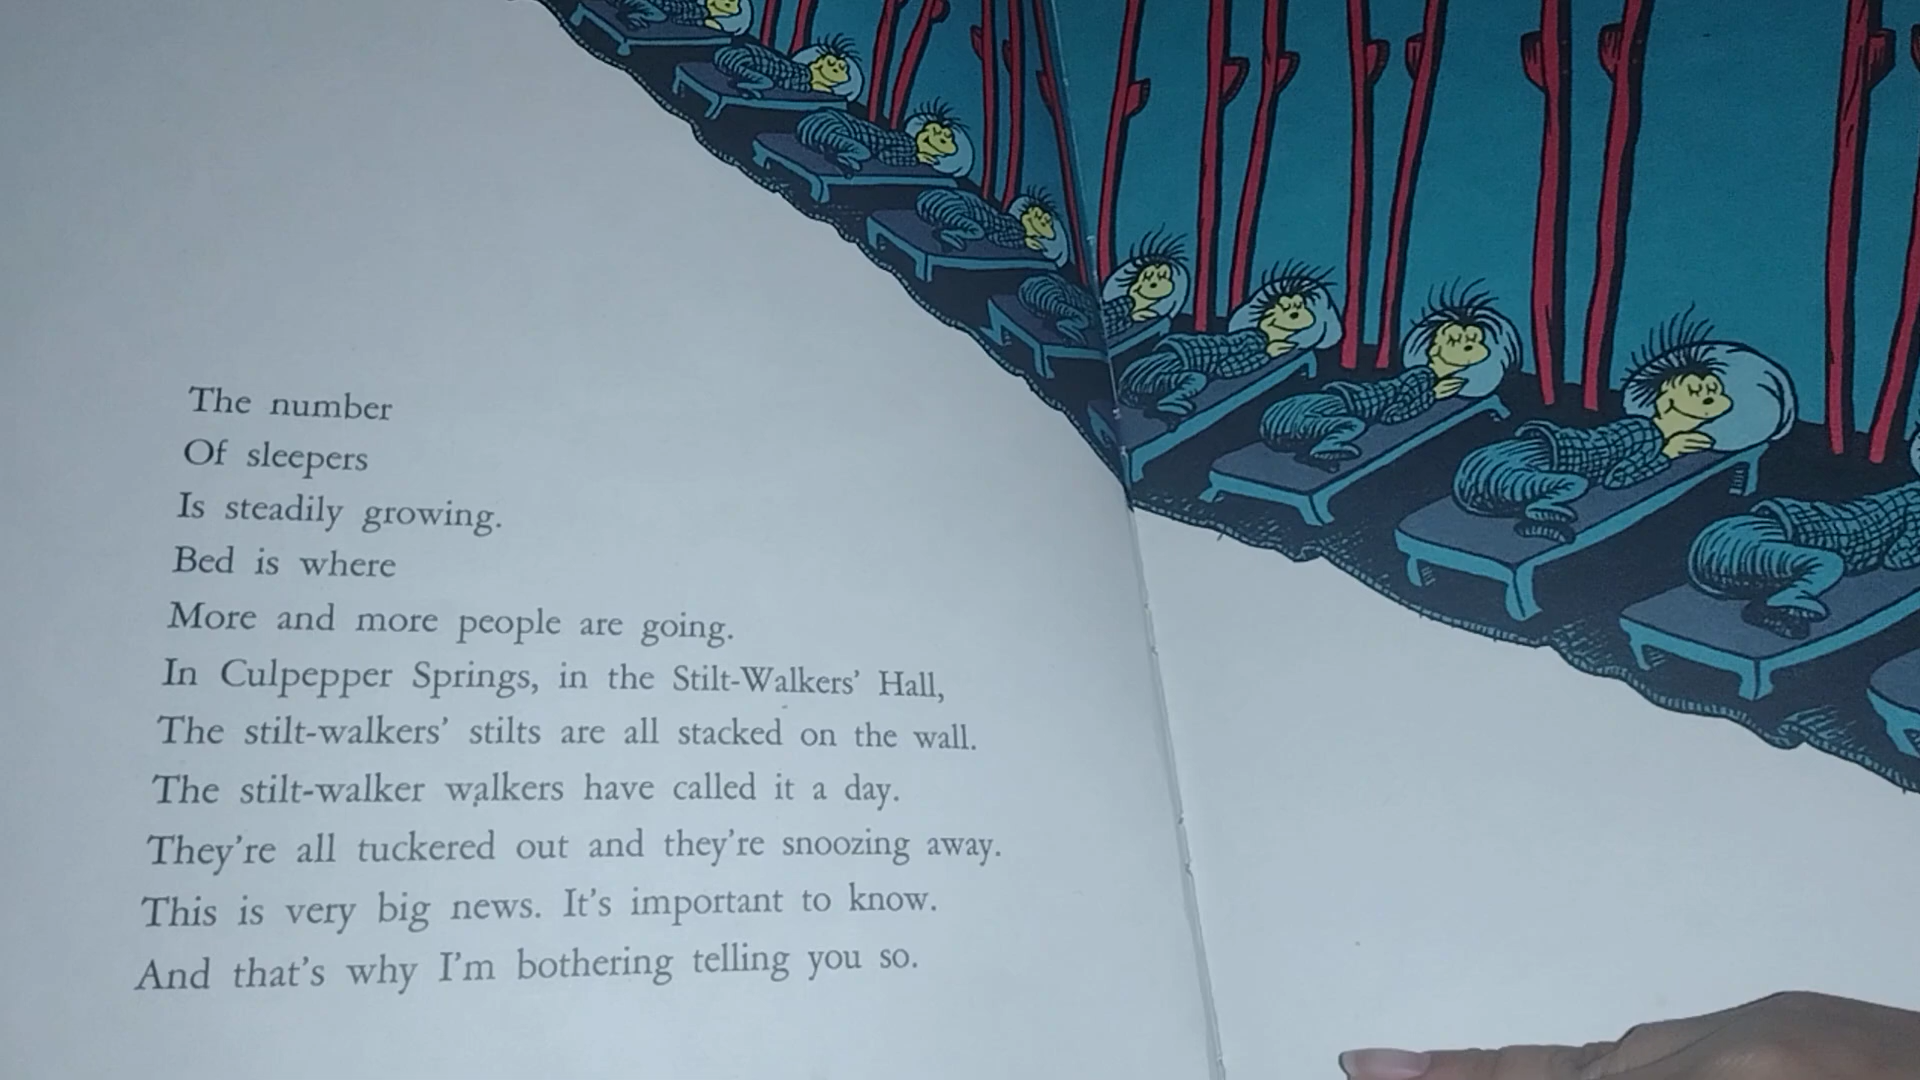 The number
Of sleepers
Is steadily growing.
Bed is where
More and more people are going.
In Culpepper Springs, in the Stilt-Walkers' Hall,
The stilt-walkers' stilts are all stacked on the wall.
The stilt-walker walkers have called it a day.
They're all tuckered out and they're snoozing away.
This is very big news. It's important to know.
And that's why I'm bothering telling you so.